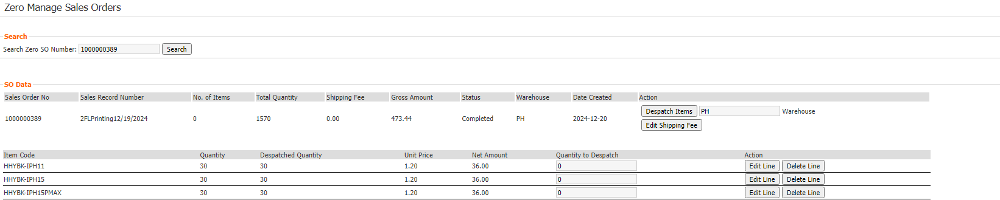 Zero Manage Sales Orders
Search
Search Zero SO Number: 1000000389 Search
SO Data
Sales Order No Sales Record Number No. of Items Total Quantity Shipping Fee Gross Amount Status Warehouse Date Created Action
1000000389 2FLPrinting12/19/2024 0 1570 0.00 473.44 Completed PH 2024-12-20 Despatch Items PH Warehouse
Edit Shipping Fee
Item Code Quantity Despatched Quantity Unit Price Net Amount Quantity to Despatch Action
HHYBK-IPH11 30 30 1.20 36.00 0 Edit Line Delete Line
HHYBK-IPH15 30 30 1.20 36.00 0 Edit Line Delete Line
HHYBK-IPH15PMAX 30 30 1.20 36.00 0 Edit Line Delete Line